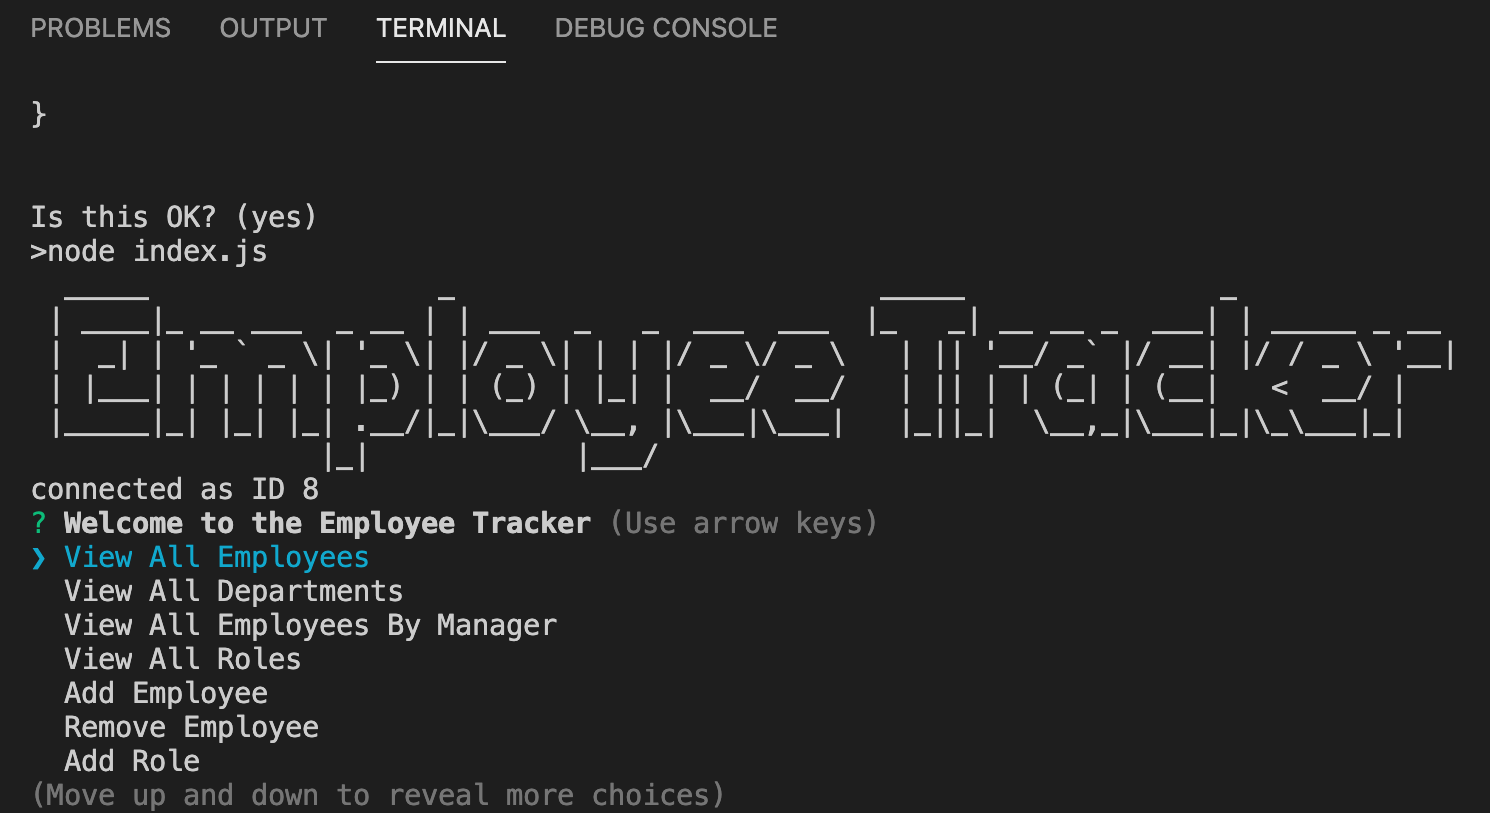 PROBLEMS OUTPUT TERMINAL DEBUG CONSOLE
}
Is this OK? (yes)
>node index.js
Employee Tracker
connected as ID 8
? Welcome to the Employee Tracker (Use arrow keys)
❯ View All Employees
View All Departments
View All Employees By Manager
View All Roles
Add Employee
Remove Employee
Add Role
(Move up and down to reveal more choices)